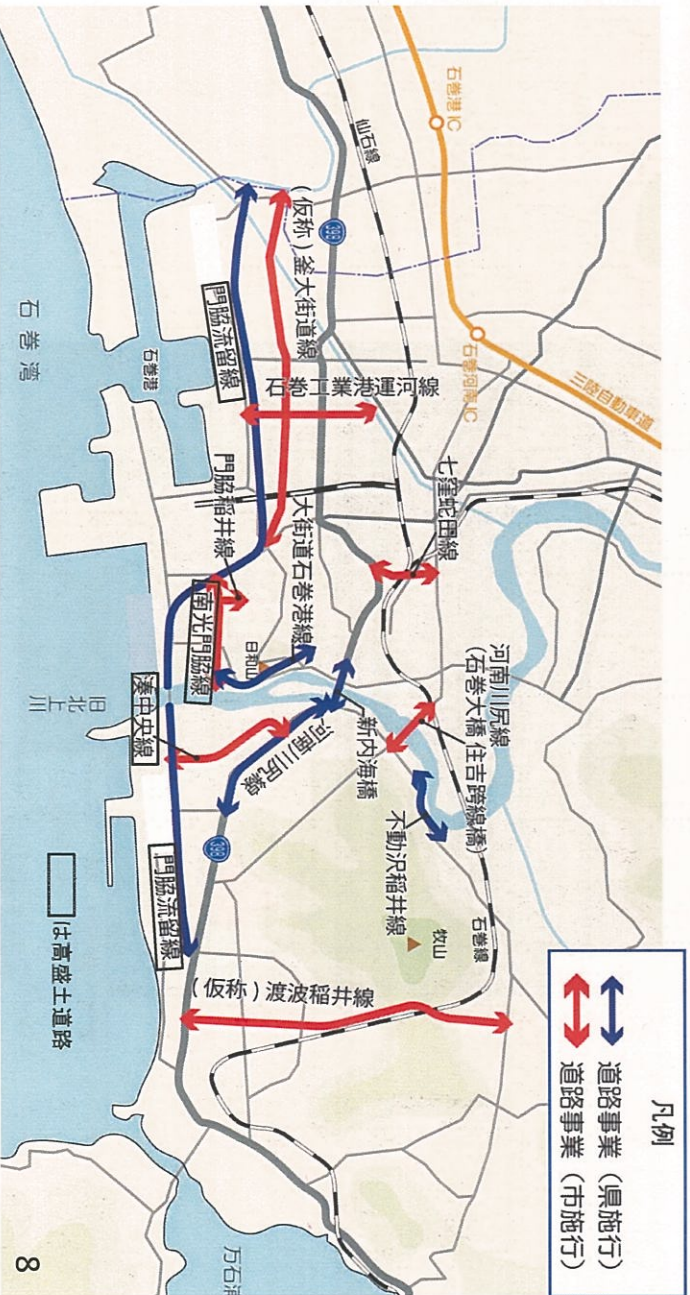 凡例
道路事業（県施行）
道路事業（市施行）
石巻港IC
仙石線
398
石巻河南IC
三陸自動車道
（仮称）釜大街道線
門脇流留線
石巻工業港運河線
石巻港
石巻湾
七窪蛇田線
門脇稲井線
大街道石巻港線
南光門脇線
日和山
河南川尻線
（石巻大橋 住吉跨線橋）
新内海橋
不動沢稲井線
湊中央線
旧北上川
河南川尻線
398
門脇流留線
牧山
石巻線
（仮称）渡波稲井線
は高盛土道路
万石浦
8